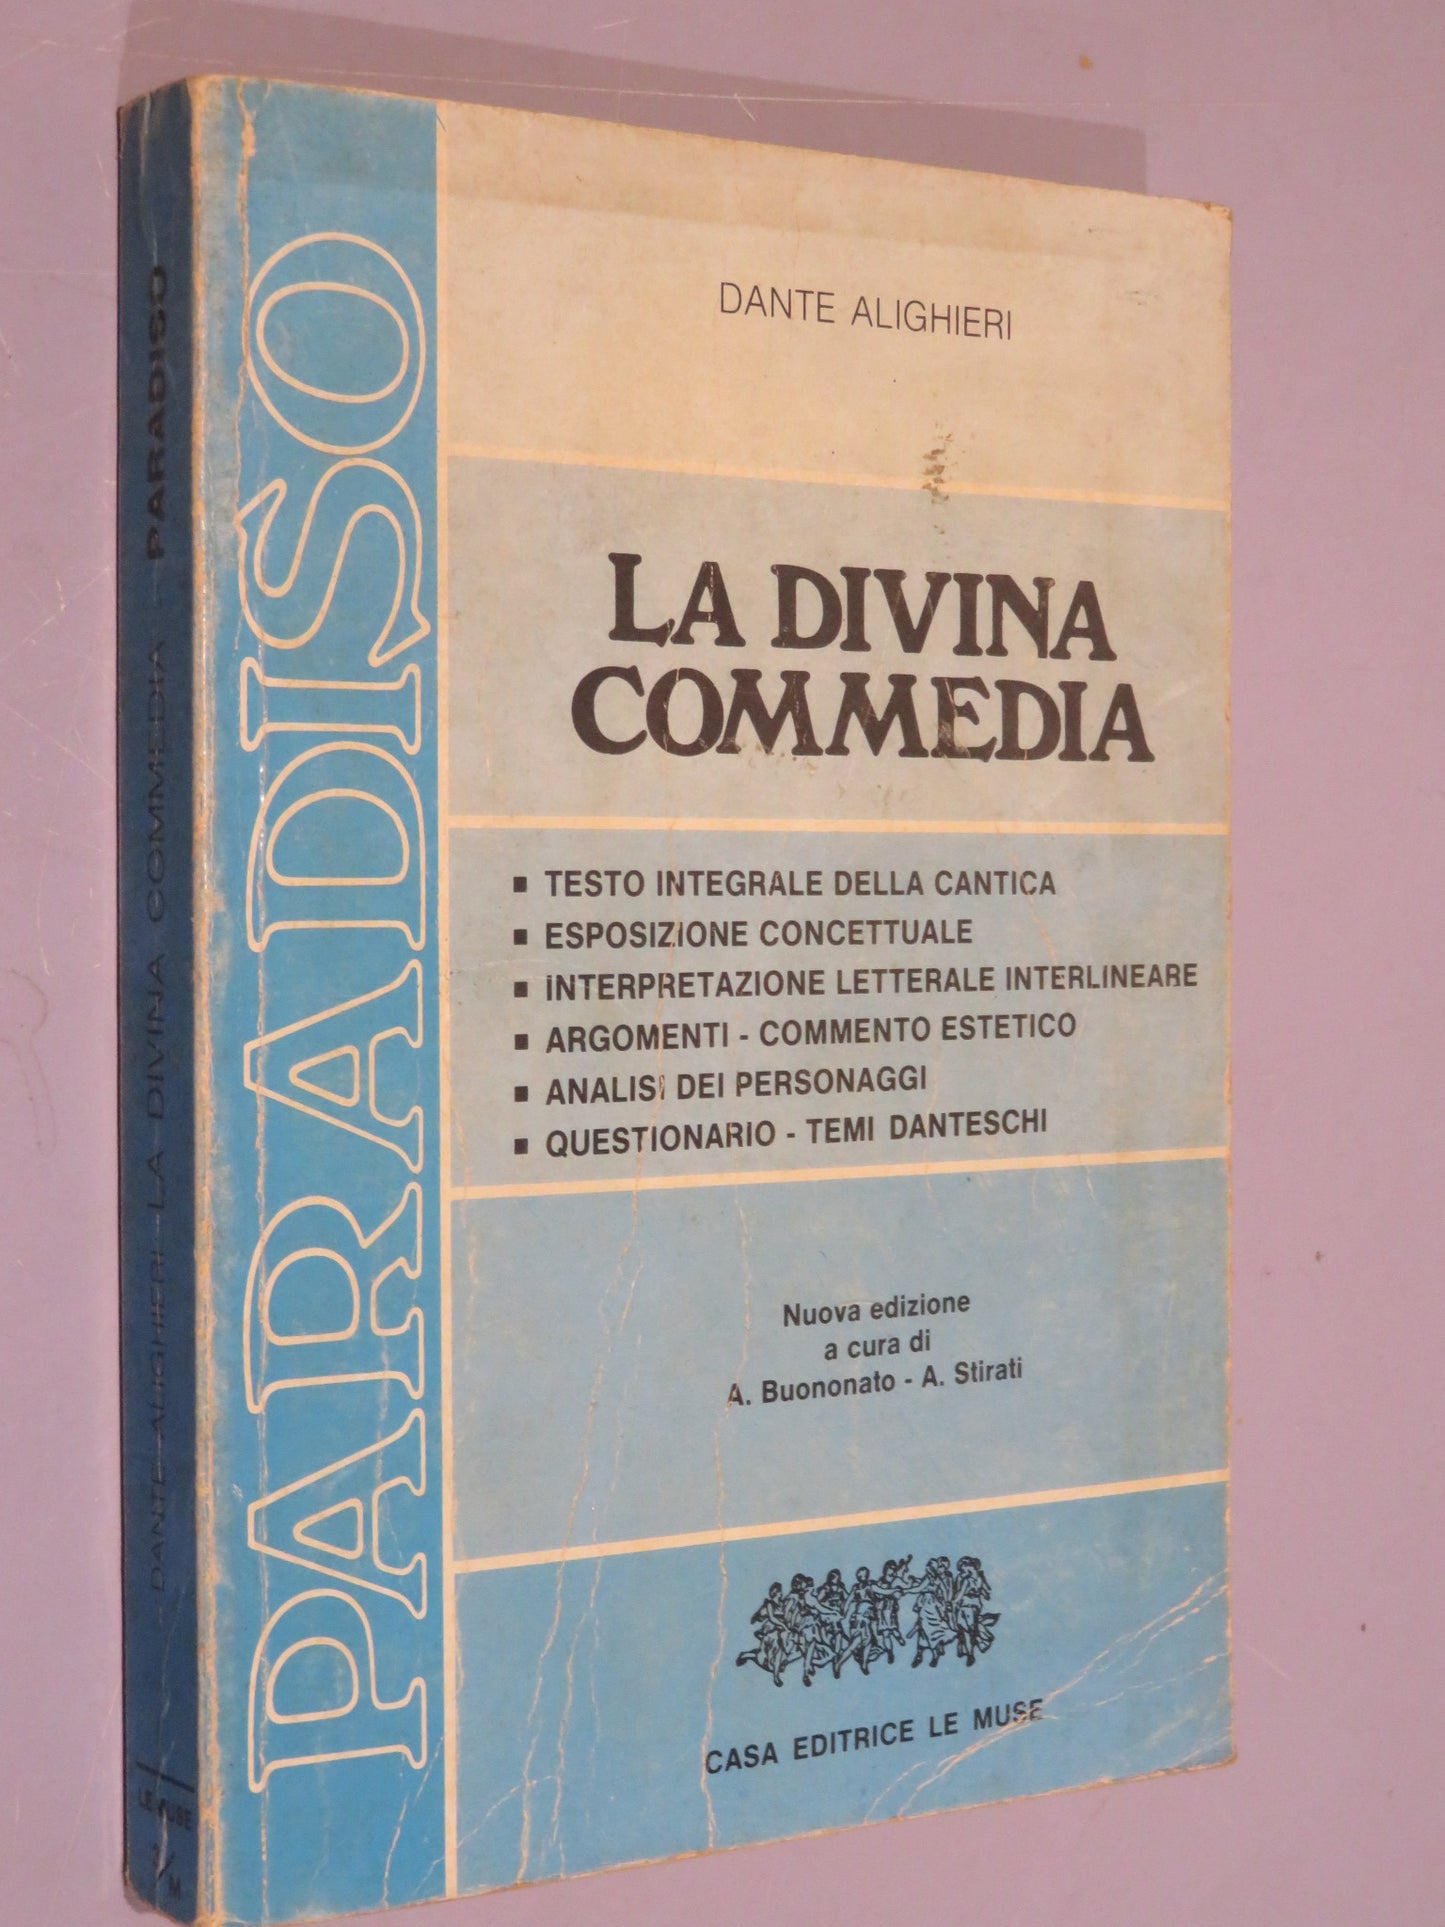 DANTE ALIGHIERI
LA DIVINA
COMMEDIA
▪ TESTO INTEGRALE DELLA CANTICA
▪ ESPOSIZIONE CONCETTUALE
▪ INTERPRETAZIONE LETTERALE INTERLINEARE
▪ ARGOMENTI - COMMENTO ESTETICO
▪ ANALISI DEI PERSONAGGI
▪ QUESTIONARIO - TEMI DANTESCHI
Nuova edizione
a cura di
A. Buononato - A. Stirati
CASA EDITRICE LE MUSE
PARADISO
DANTE ALIGHIERI - LA DIVINA COMMEDIA - PARADISO
LE MUSE
M